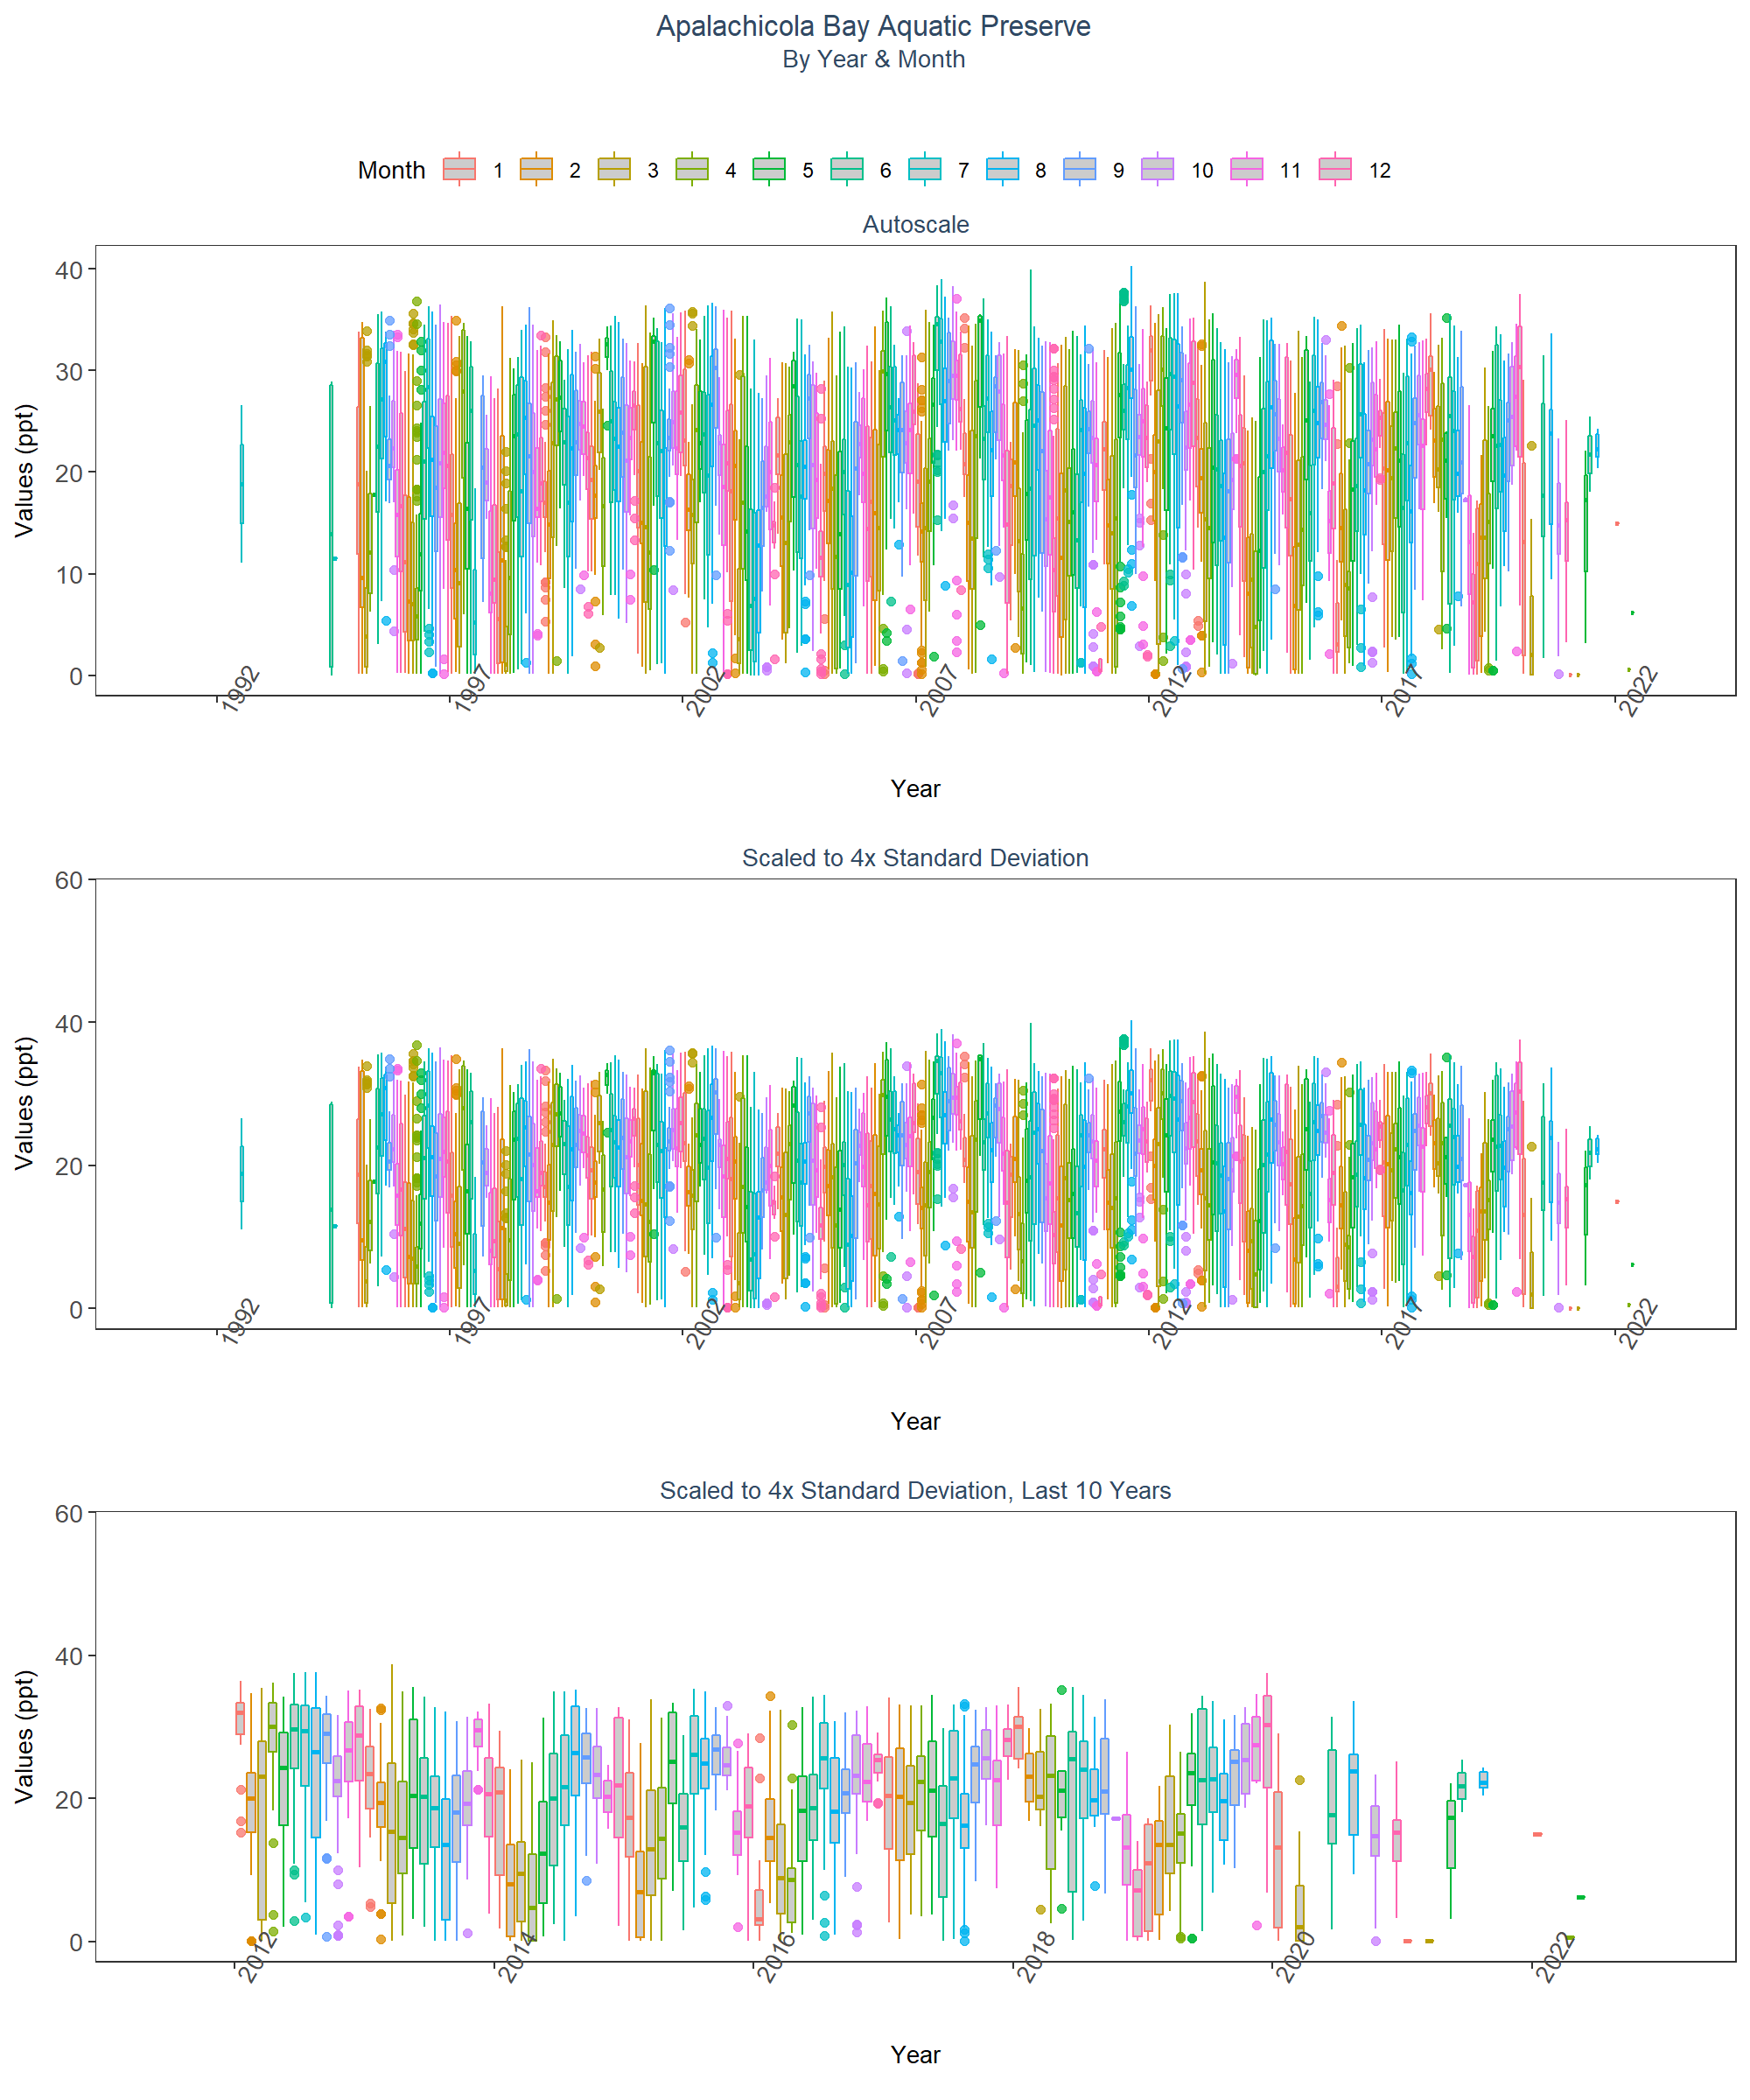 Apalachicola Bay Aquatic Preserve
By Year & Month
Month 1 2 3 4 5 6 7 8 9 10 11 12
Autoscale
40
30
20
10
0
Values (ppt)
1992 1997 2002 2007 2012 2017 2022
Year
Scaled to 4x Standard Deviation
60
40
20
0
Values (ppt)
1992 1997 2002 2007 2012 2017 2022
Year
Scaled to 4x Standard Deviation, Last 10 Years
60
40
20
0
Values (ppt)
2012 2014 2016 2018 2020 2022
Year